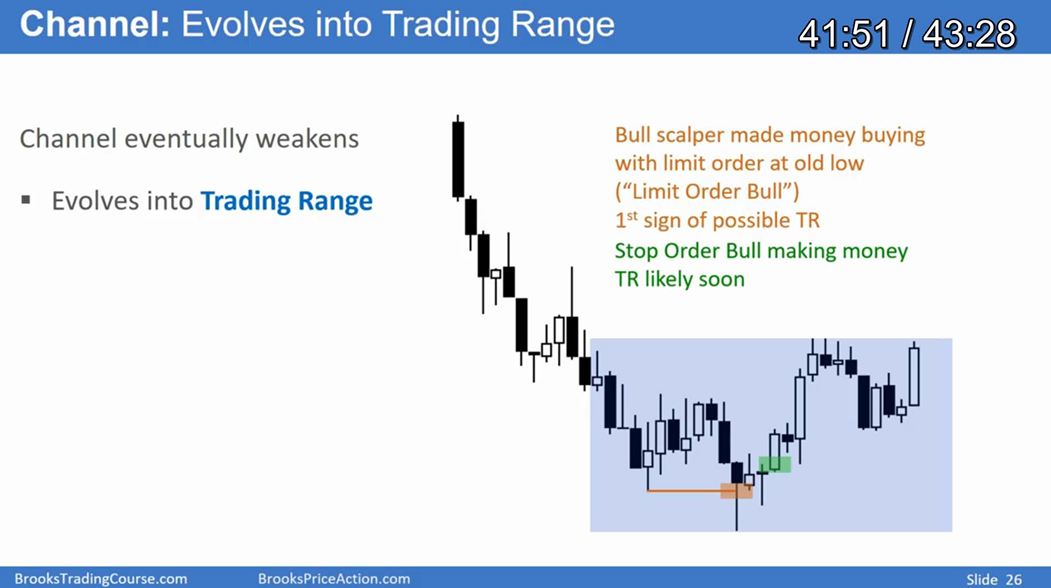 Channel: Evolves into Trading Range
41:51 / 43:28
Channel eventually weakens
▪ Evolves into Trading Range
Bull scalper made money buying
with limit order at old low
(“Limit Order Bull”)
1st sign of possible TR
Stop Order Bull making money
TR likely soon
BrooksTradingCourse.com
BrooksPriceAction.com
Slide 26